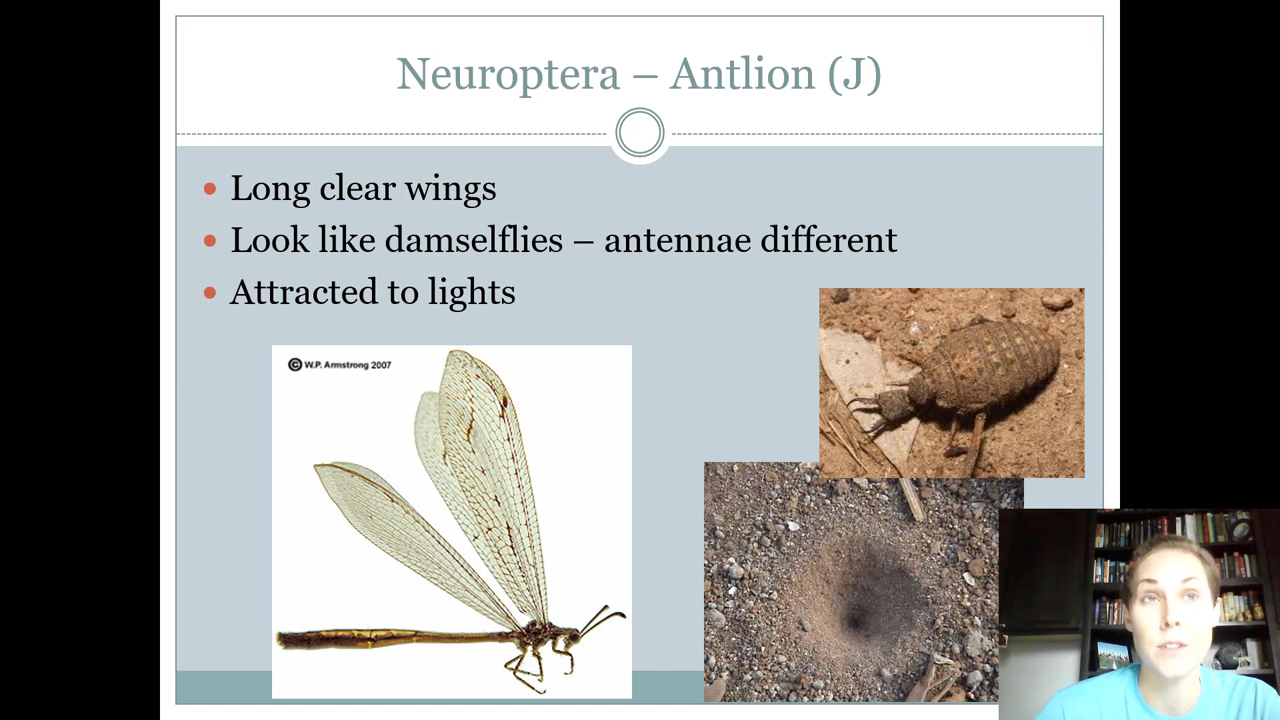 Neuroptera – Antlion (J)
Long clear wings
Look like damselflies – antennae different
Attracted to lights
© W.P. Armstrong 2007